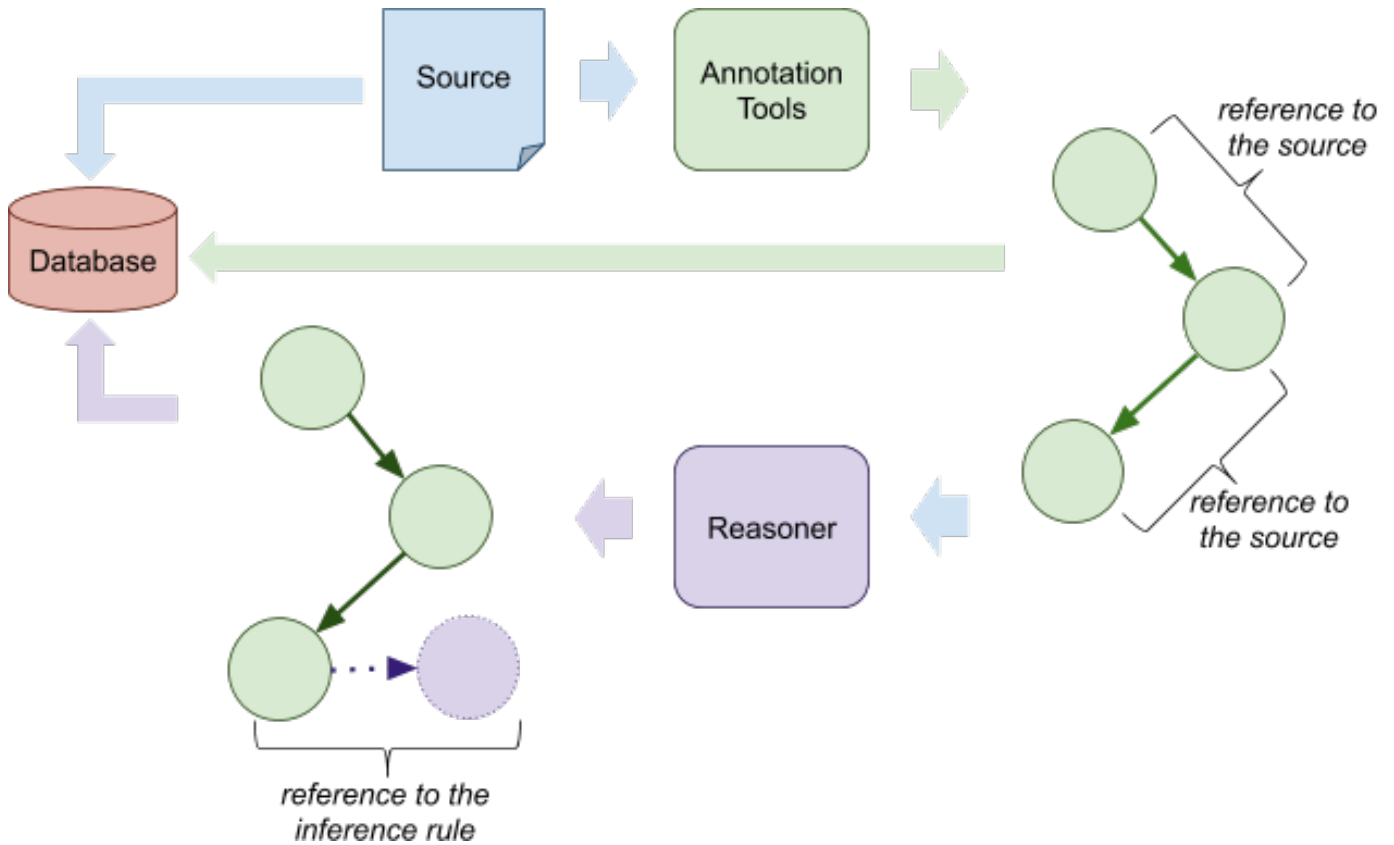 Source
Annotation
Tools
reference to
the source
Database
reference to
the source
Reasoner
reference to the
inference rule